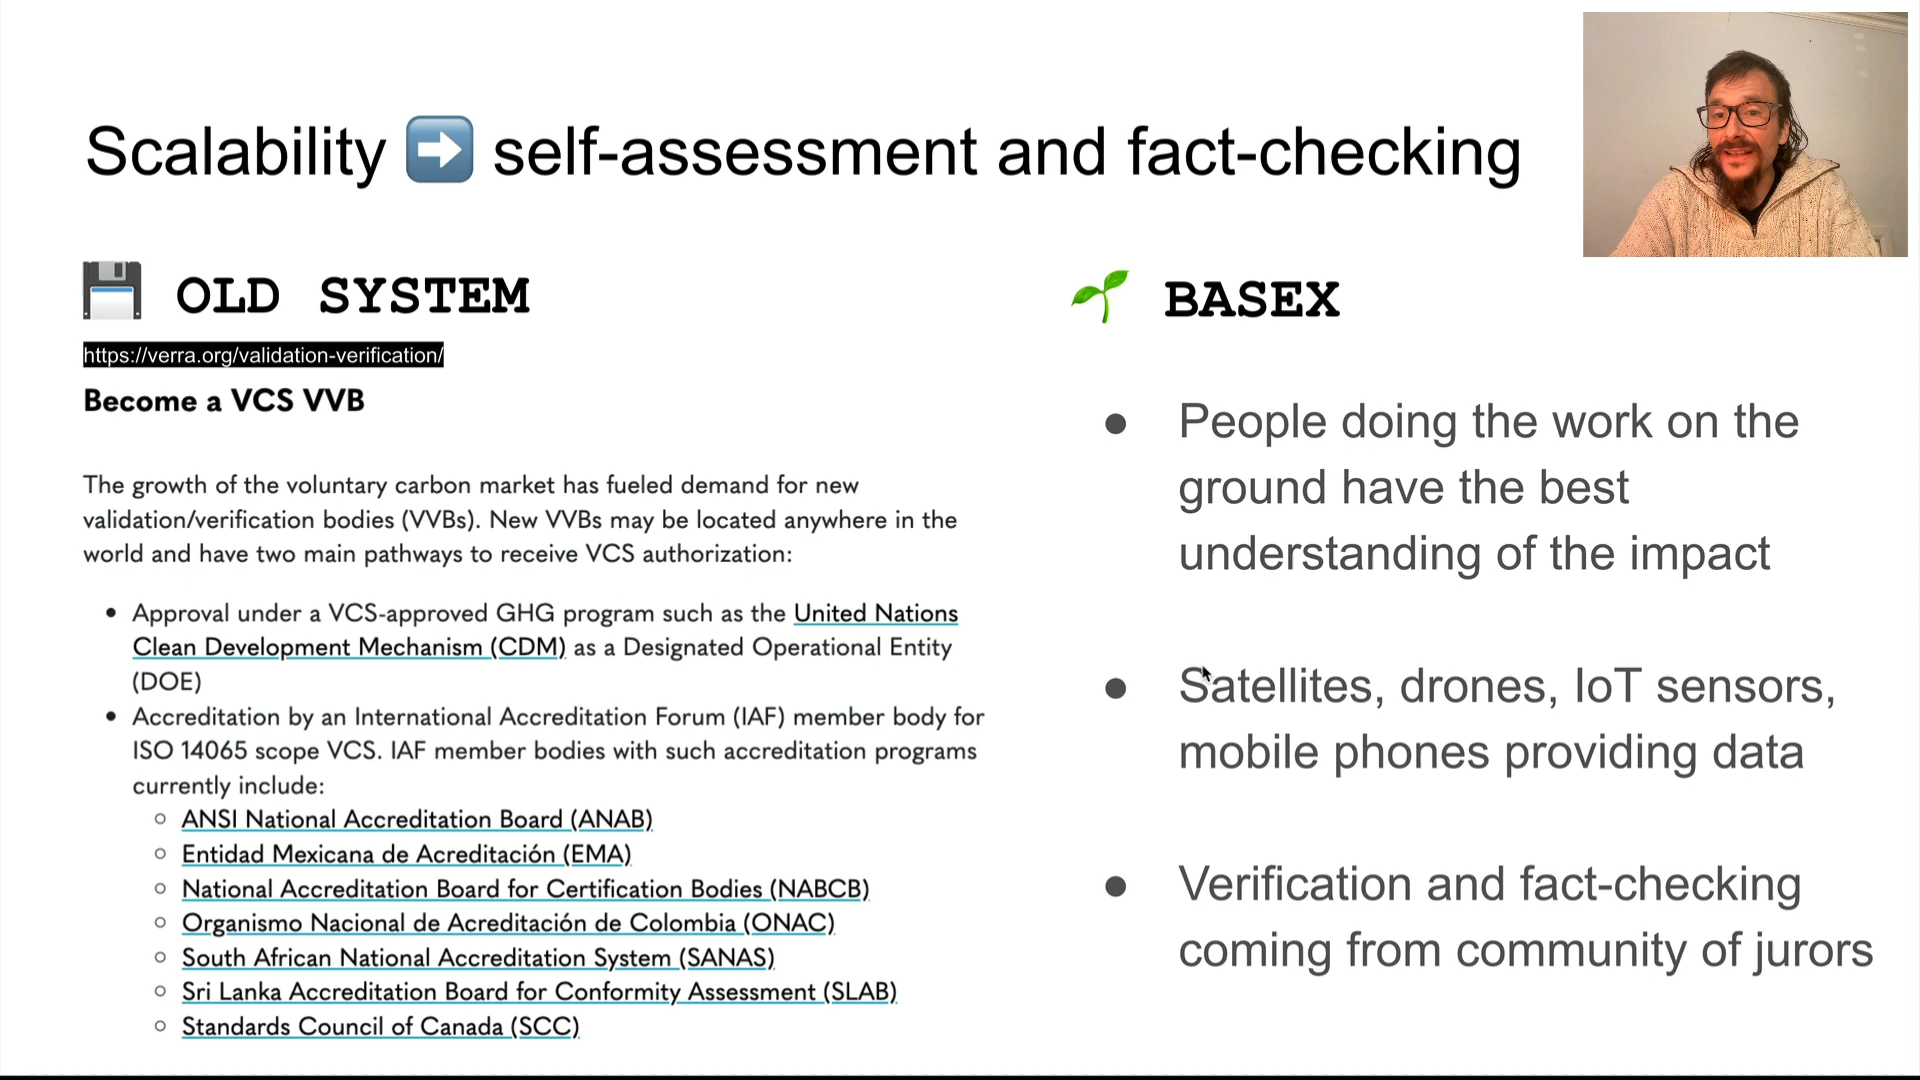 Scalability ➡️ self-assessment and fact-checking
💾 OLD SYSTEM
https://verra.org/validation-verification/
Become a VCS VVB
The growth of the voluntary carbon market has fueled demand for new
validation/verification bodies (VVBs). New VVBs may be located anywhere in the
world and have two main pathways to receive VCS authorization:
• Approval under a VCS-approved GHG program such as the United Nations
Clean Development Mechanism (CDM) as a Designated Operational Entity
(DOE)
• Accreditation by an International Accreditation Forum (IAF) member body for
ISO 14065 scope VCS. IAF member bodies with such accreditation programs
currently include:
○ ANSI National Accreditation Board (ANAB)
○ Entidad Mexicana de Acreditación (EMA)
○ National Accreditation Board for Certification Bodies (NABCB)
○ Organismo Nacional de Acreditación de Colombia (ONAC)
○ South African National Accreditation System (SANAS)
○ Sri Lanka Accreditation Board for Conformity Assessment (SLAB)
○ Standards Council of Canada (SCC)
🌱 BASEX
● People doing the work on the
ground have the best
understanding of the impact
● Satellites, drones, IoT sensors,
mobile phones providing data
● Verification and fact-checking
coming from community of jurors